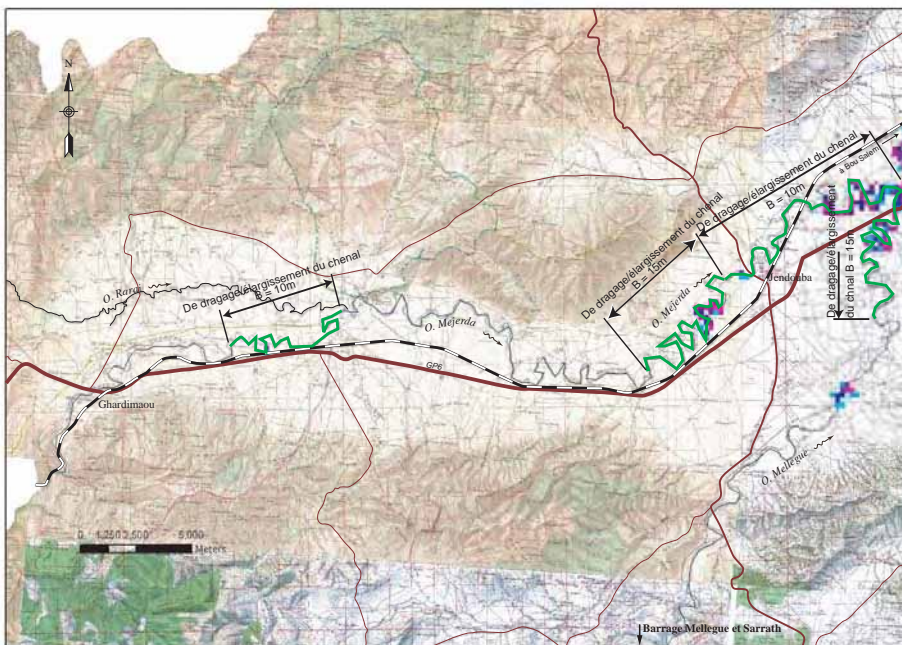 N
De dragage/élargissement du chenal
B = 10m
à Bou Salem
De dragage/élargissement du chenal
B = 15m
De dragage/élargissement
du chnal B = 15m
Jendouba
O. Mejerda
De dragage/élargissement du chenal
B = 10m
O. Mejerda
GP6
Ghardimaou
O. Mellegue
0 1,250 2,500 5,000
Meters
Barrage Mellegue et Sarrath